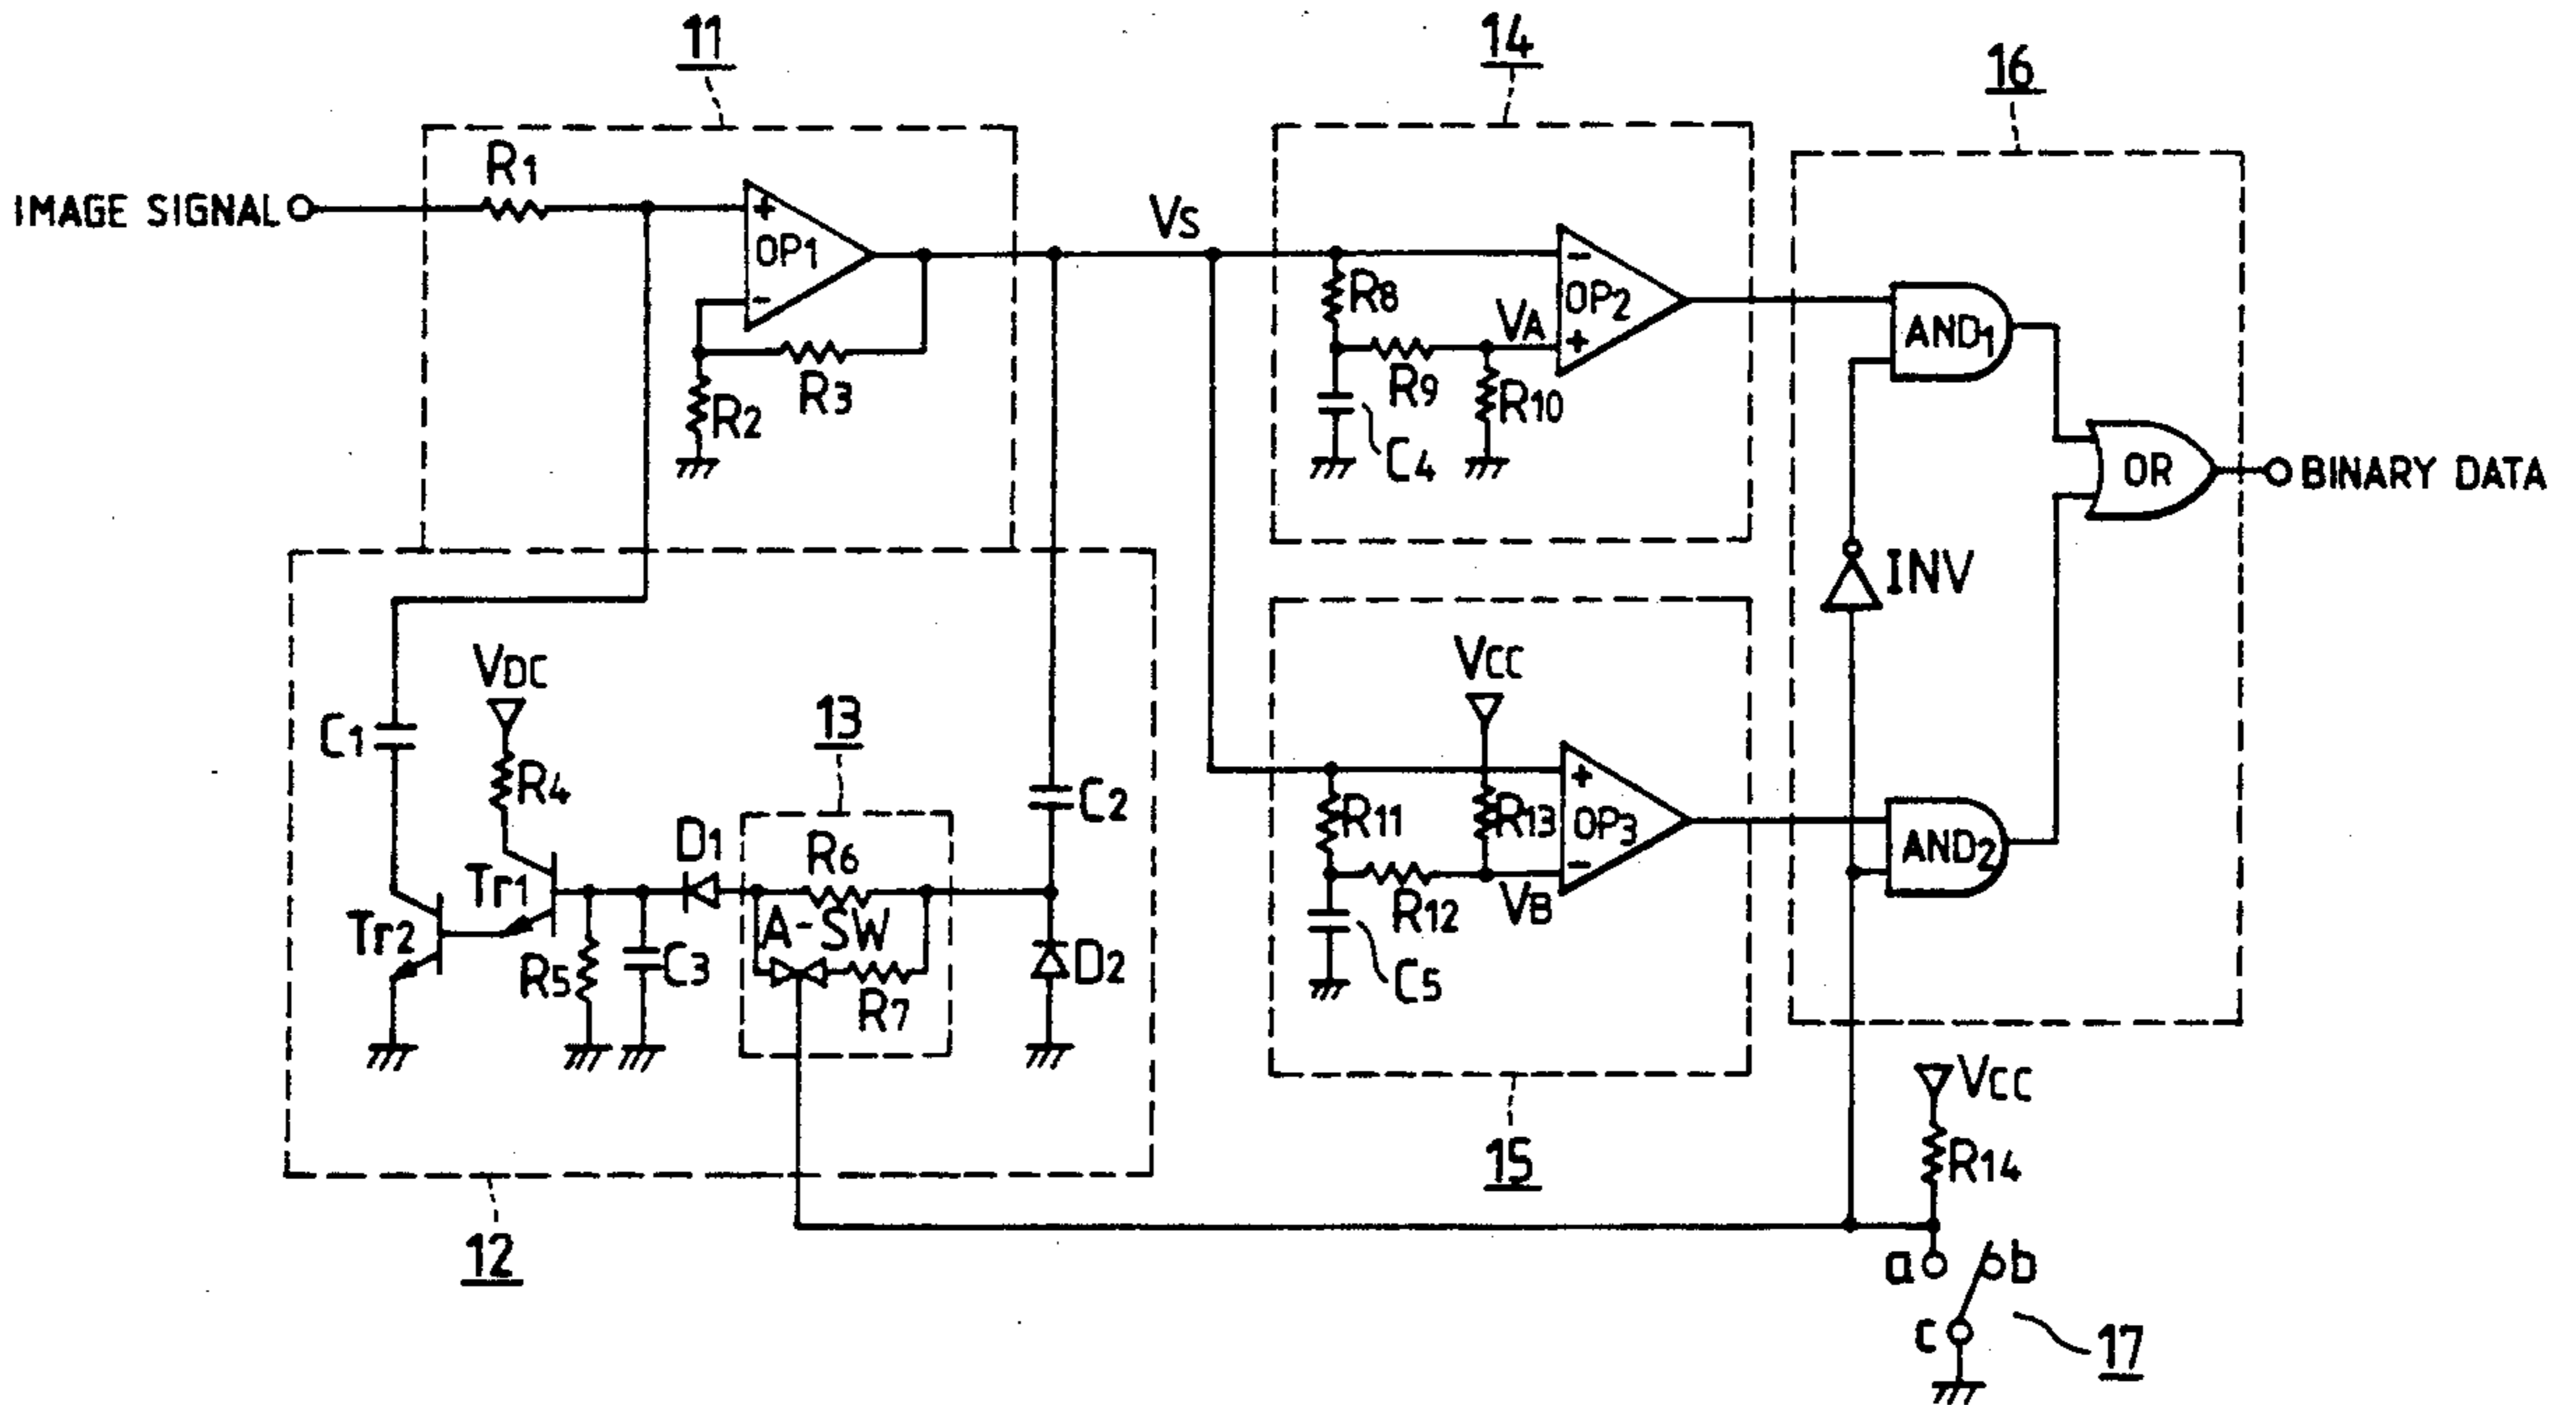 11
14
16
R1
IMAGE SIGNAL
+
OP1
-
VS
-
OP2
+
R8
VA
R9
R10
C4
R2
R3
AND1
OR
BINARY DATA
INV
VDC
C1
R4
13
VCC
C2
D1
R6
Tr1
A-SW
Tr2
R5
C3
R7
D2
+
R11
R13
OP3
-
R12
VB
C5
AND2
VCC
R14
12
15
a
b
c
17